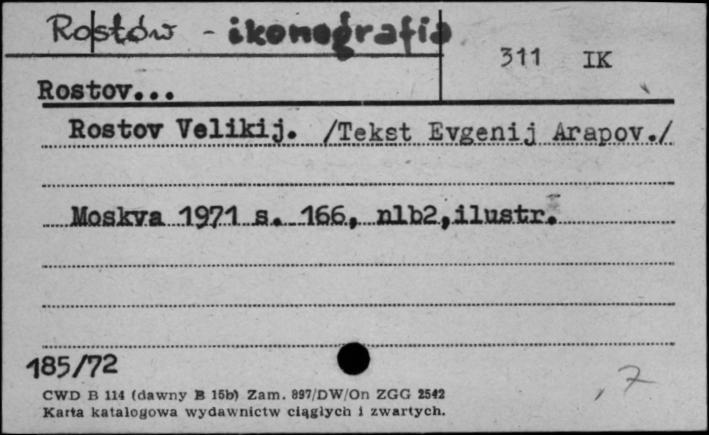 Rostów - ikonografia
311 IK
Rostov...
Rostov Velikij. /Tekst Evgenij Arapov./
Moskva 1971 s. 166, nlb2,ilustr.
185/72
7
CWD B 114 (dawny B 15b) Zam. 897/DW/On ZGG 2542
Karta katalogowa wydawnictw ciągłych i zwartych.